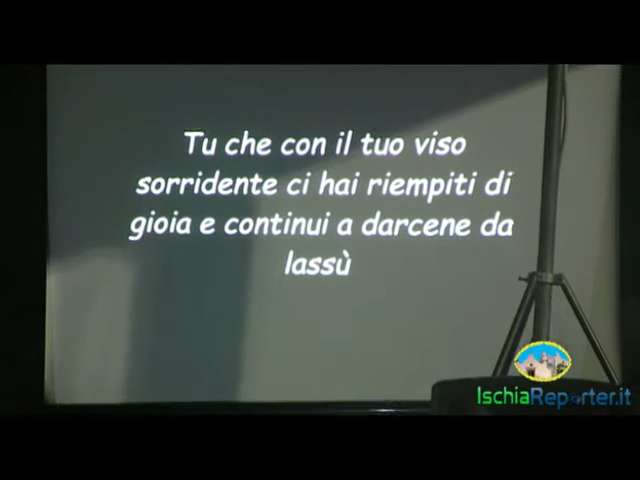 Tu che con il tuo viso
sorridente ci hai riempiti di
gioia e continui a darcene da
lassù
IschiaReporter.it